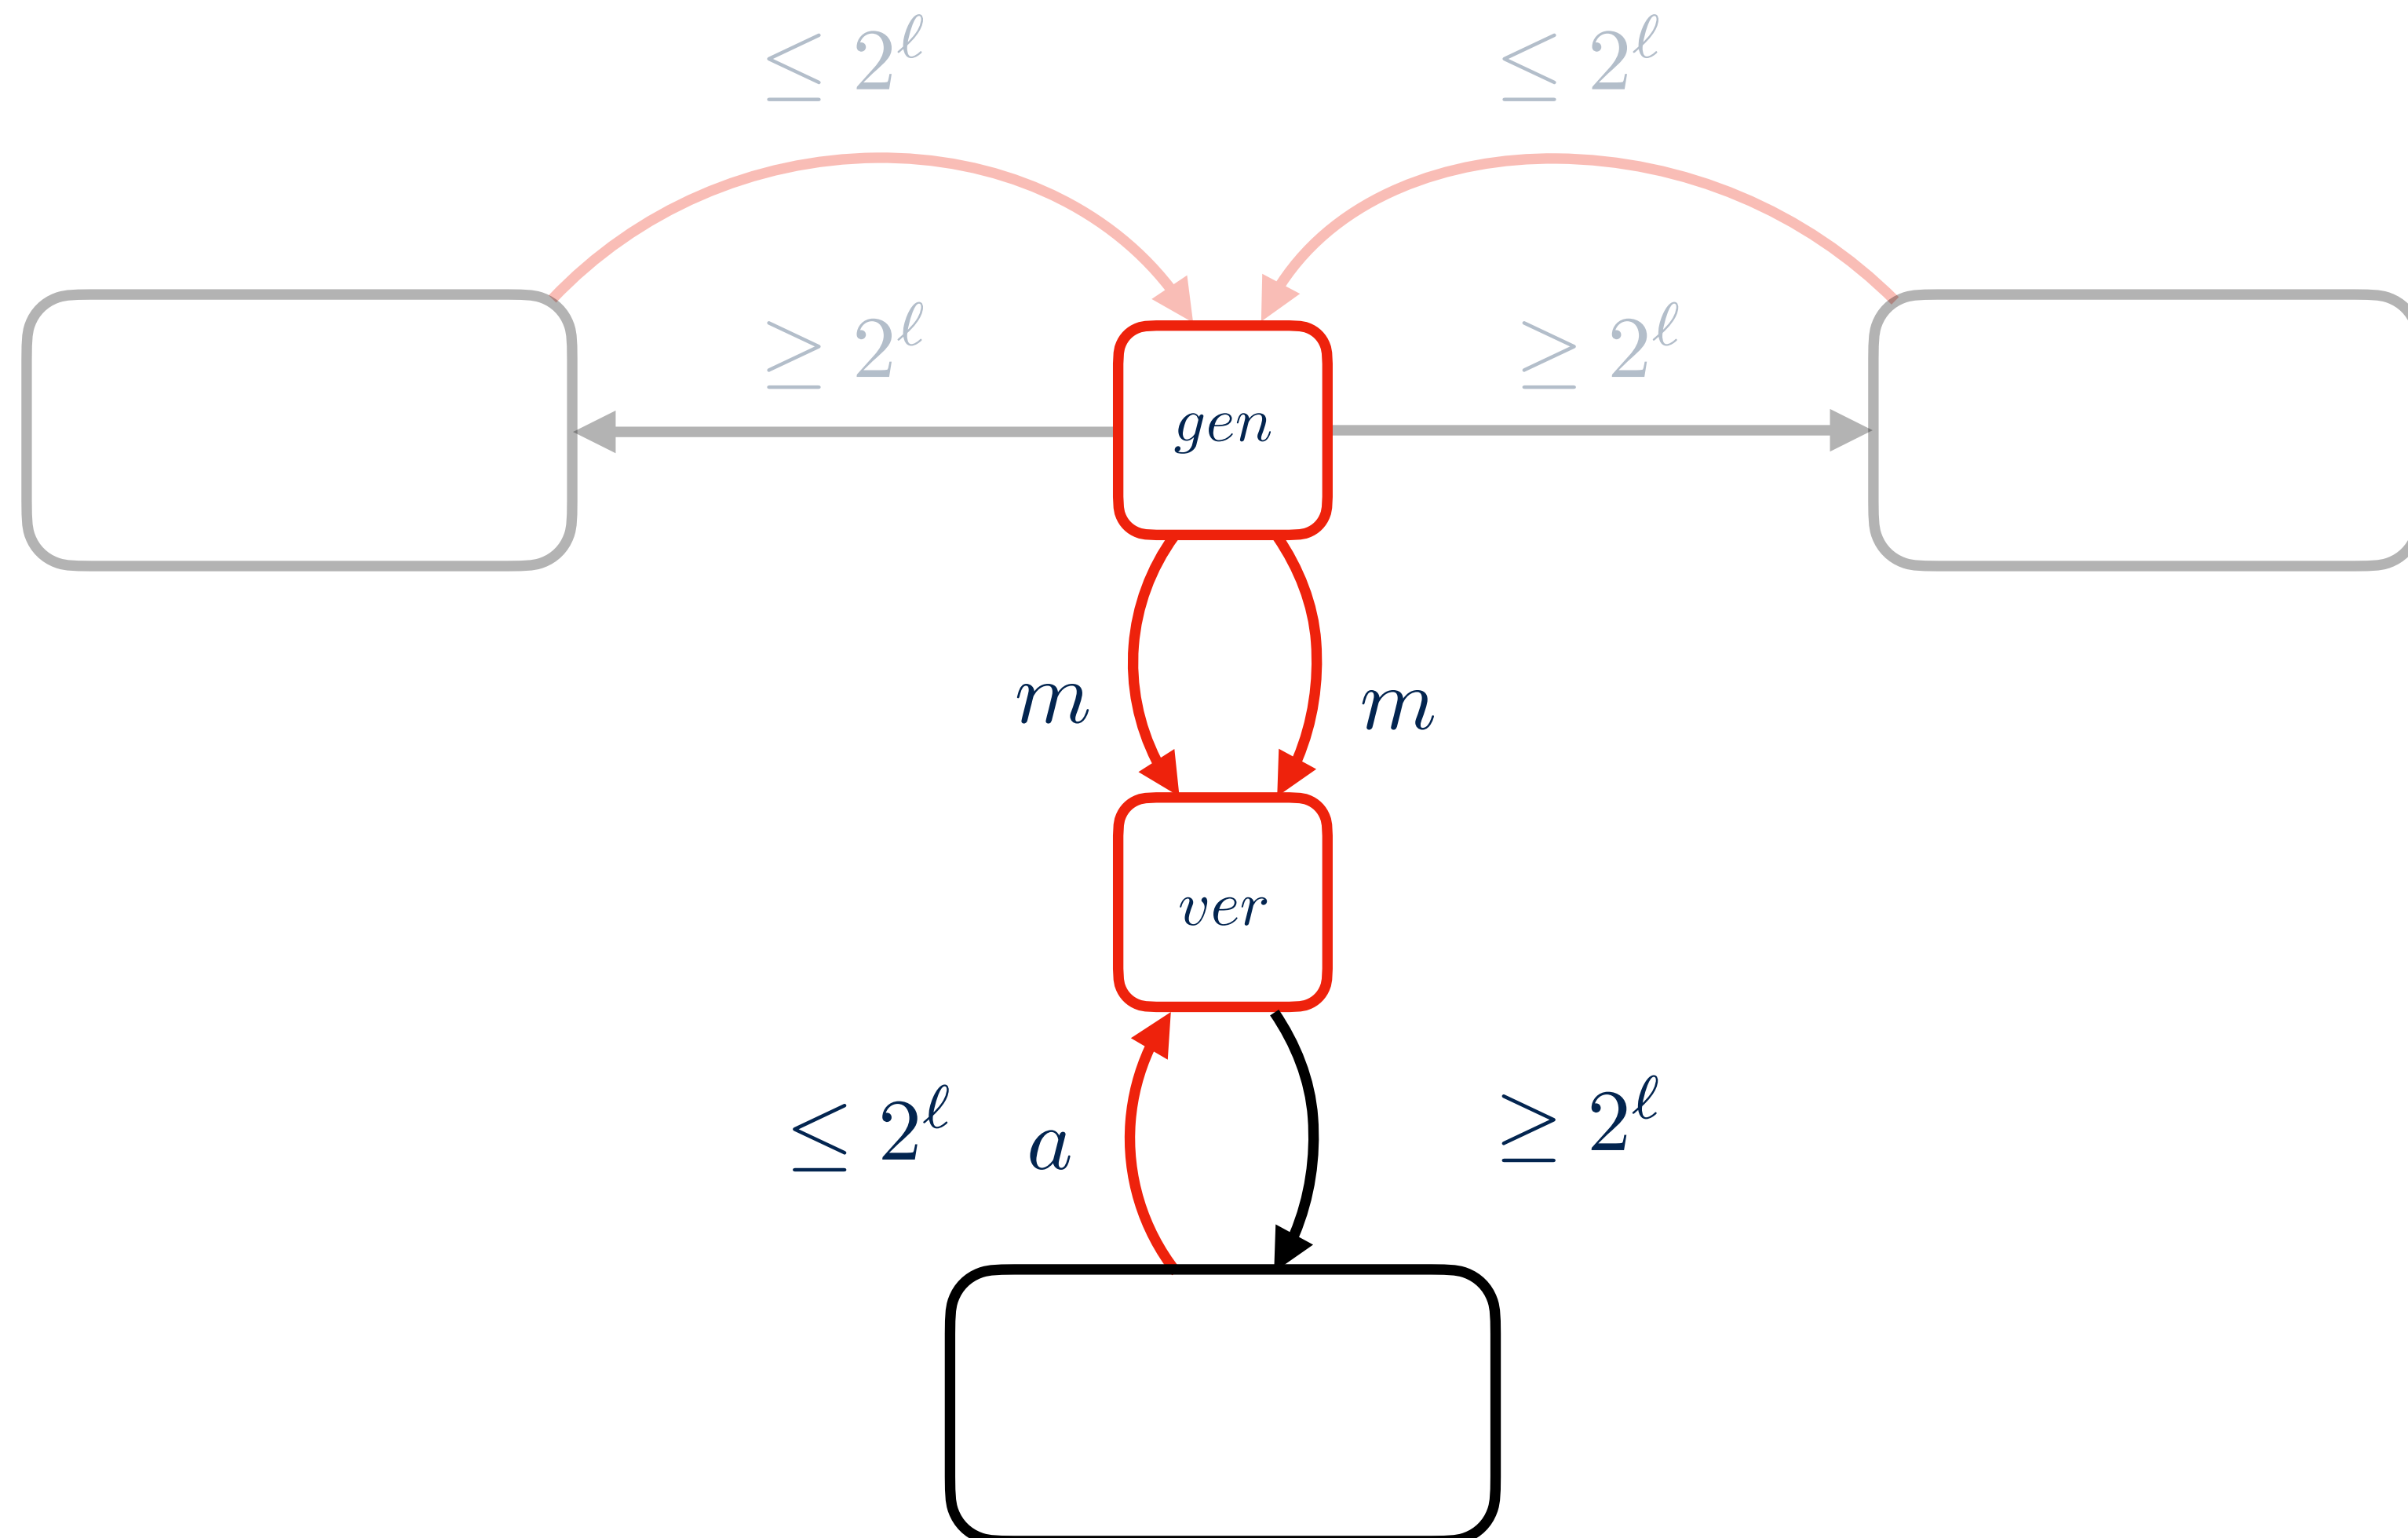 ≤ 2^ℓ ≤ 2^ℓ
≥ 2^ℓ ≥ 2^ℓ
gen
m m
ver
≤ 2^ℓ a ≥ 2^ℓ